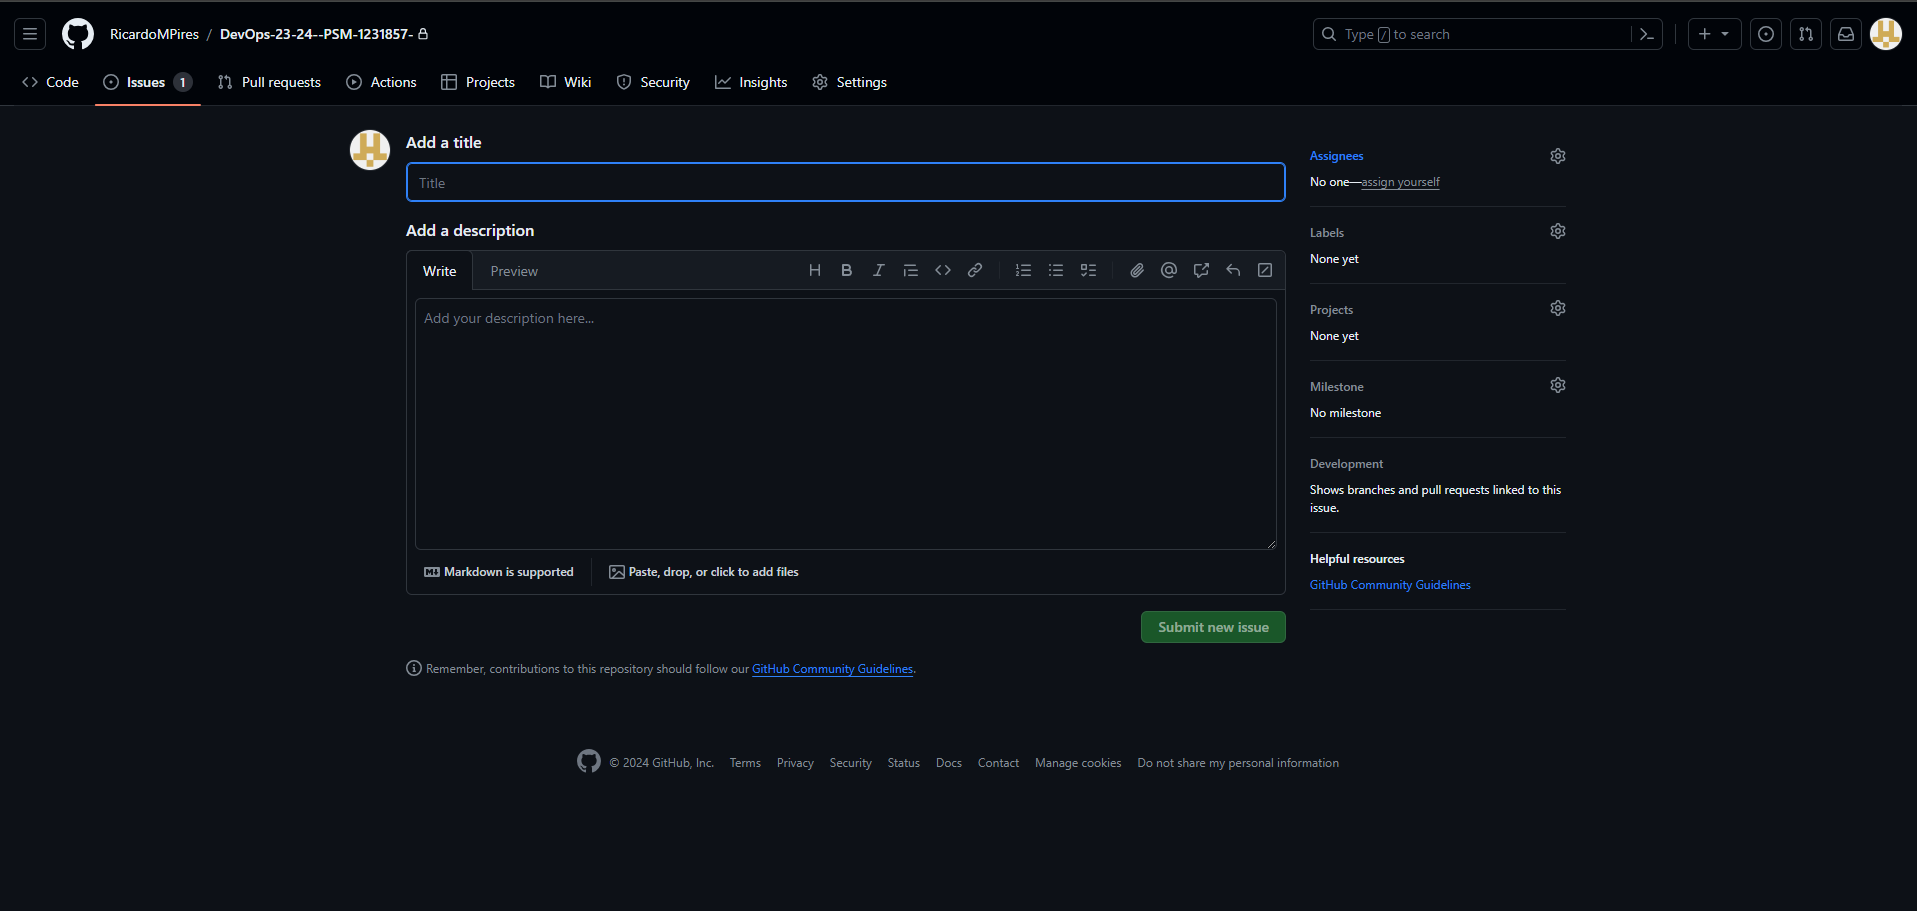 RicardoMPires / DevOps-23-24--PSM-1231857-
Type / to search
Code Issues 1 Pull requests Actions Projects Wiki Security Insights Settings
Add a title
Title
Add a description
Write Preview
Add your description here...
Markdown is supported
Paste, drop, or click to add files
Submit new issue
Remember, contributions to this repository should follow our GitHub Community Guidelines.
Assignees
No one—assign yourself
Labels
None yet
Projects
None yet
Milestone
No milestone
Development
Shows branches and pull requests linked to this
issue.
Helpful resources
GitHub Community Guidelines
© 2024 GitHub, Inc. Terms Privacy Security Status Docs Contact Manage cookies Do not share my personal information